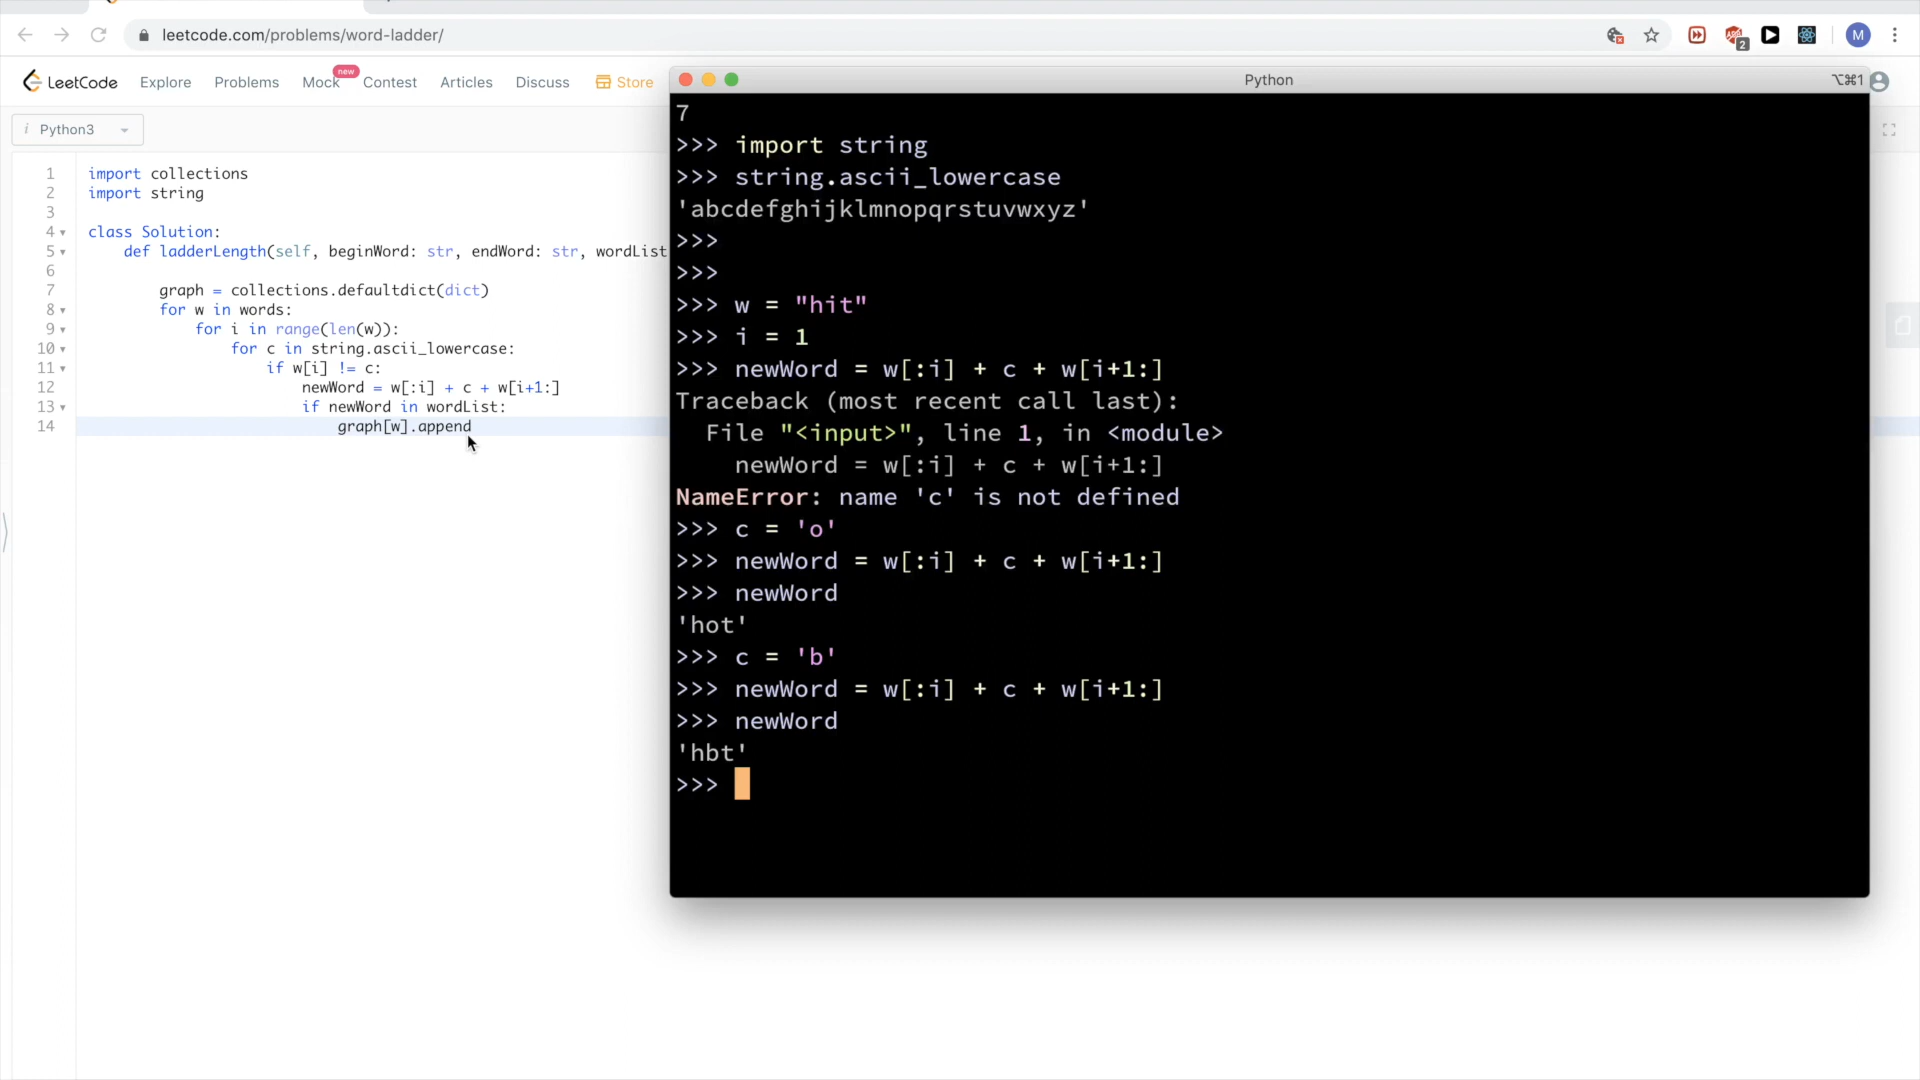 leetcode.com/problems/word-ladder/
2
M
LeetCode
Explore
Problems
Mock
new
Contest
Articles
Discuss
Store
Python
⌥⌘1
i Python3
1 import collections
2 import string
3
4 class Solution:
5 def ladderLength(self, beginWord: str, endWord: str, wordList
6
7 graph = collections.defaultdict(dict)
8 for w in words:
9 for i in range(len(w)):
10 for c in string.ascii_lowercase:
11 if w[i] != c:
12 newWord = w[:i] + c + w[i+1:]
13 if newWord in wordList:
14 graph[w].append
7
>>> import string
>>> string.ascii_lowercase
'abcdefghijklmnopqrstuvwxyz'
>>>
>>>
>>> w = "hit"
>>> i = 1
>>> newWord = w[:i] + c + w[i+1:]
Traceback (most recent call last):
File "<input>", line 1, in <module>
newWord = w[:i] + c + w[i+1:]
NameError: name 'c' is not defined
>>> c = 'o'
>>> newWord = w[:i] + c + w[i+1:]
>>> newWord
'hot'
>>> c = 'b'
>>> newWord = w[:i] + c + w[i+1:]
>>> newWord
'hbt'
>>>